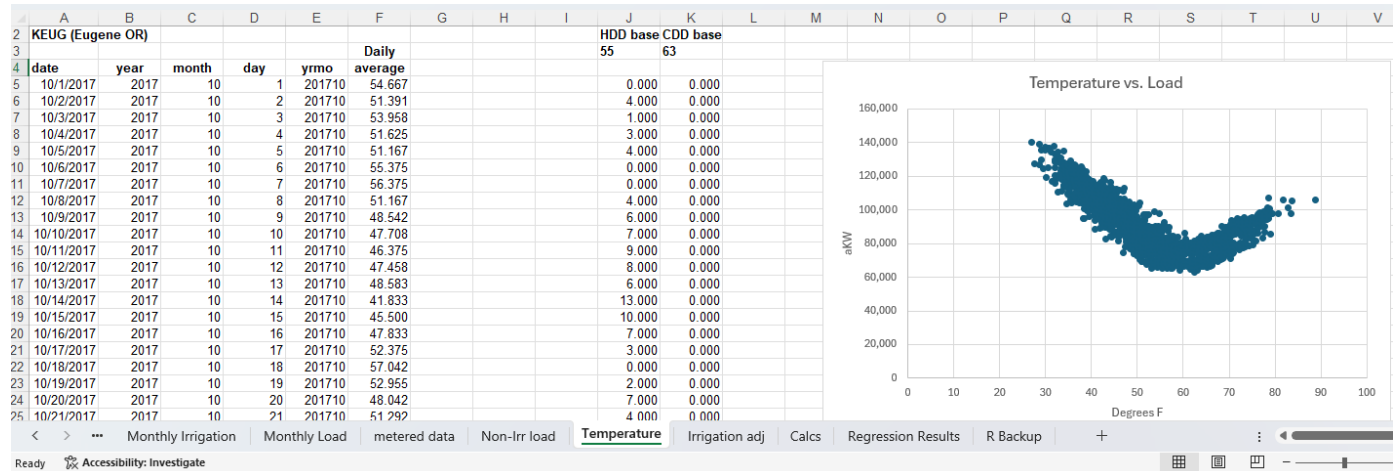 A B C D E F G H I J K L M N O P Q R S T U V
2 KEUG (Eugene OR) HDD base CDD base
3 Daily 55 63
4 date year month day yrmo average
5 10/1/2017 2017 10 1 201710 54.667 0.000 0.000
6 10/2/2017 2017 10 2 201710 51.391 4.000 0.000
7 10/3/2017 2017 10 3 201710 53.958 1.000 0.000
8 10/4/2017 2017 10 4 201710 51.625 3.000 0.000
9 10/5/2017 2017 10 5 201710 51.167 4.000 0.000
10 10/6/2017 2017 10 6 201710 55.375 0.000 0.000
11 10/7/2017 2017 10 7 201710 56.375 0.000 0.000
12 10/8/2017 2017 10 8 201710 51.167 4.000 0.000
13 10/9/2017 2017 10 9 201710 48.542 6.000 0.000
14 10/10/2017 2017 10 10 201710 47.708 7.000 0.000
15 10/11/2017 2017 10 11 201710 46.375 9.000 0.000
16 10/12/2017 2017 10 12 201710 47.458 8.000 0.000
17 10/13/2017 2017 10 13 201710 48.583 6.000 0.000
18 10/14/2017 2017 10 14 201710 41.833 13.000 0.000
19 10/15/2017 2017 10 15 201710 45.500 10.000 0.000
20 10/16/2017 2017 10 16 201710 47.833 7.000 0.000
21 10/17/2017 2017 10 17 201710 52.375 3.000 0.000
22 10/18/2017 2017 10 18 201710 57.042 0.000 0.000
23 10/19/2017 2017 10 19 201710 52.955 2.000 0.000
24 10/20/2017 2017 10 20 201710 48.042 7.000 0.000
25 10/21/2017 2017 10 21 201710 51.292 4.000 0.000
Temperature vs. Load
160,000
140,000
120,000
100,000
80,000
60,000
40,000
20,000
0
aKW
0 10 20 30 40 50 60 70 80 90 100
Degrees F
Monthly Irrigation Monthly Load metered data Non-Irr load Temperature Irrigation adj Calcs Regression Results R Backup
Ready Accessibility: Investigate